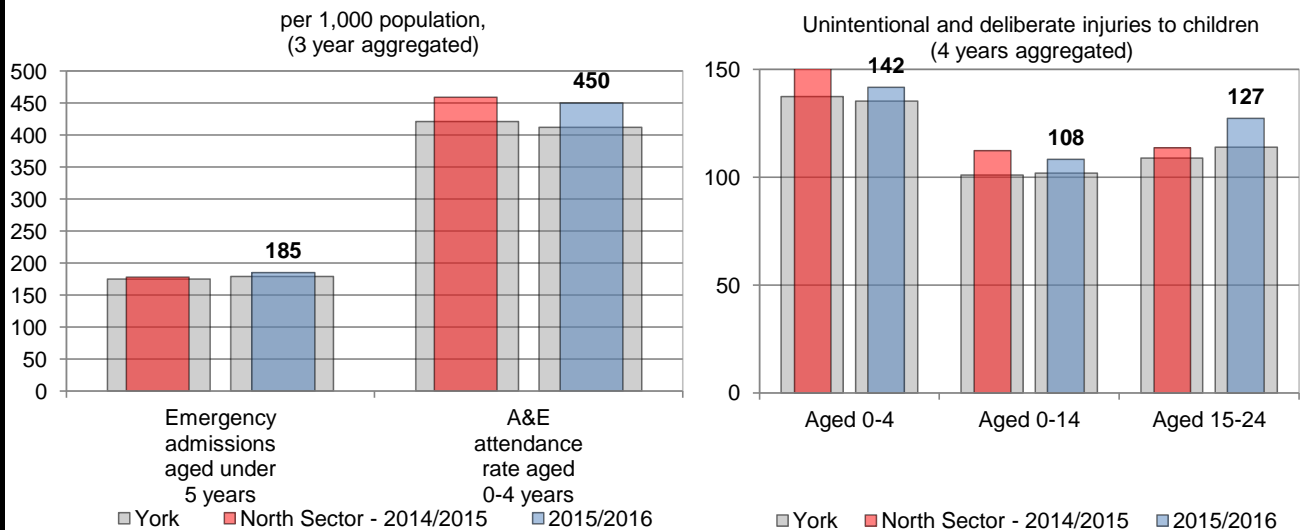 per 1,000 population,
(3 year aggregated)
500
450
400
350
300
250
200
150
100
50
0
185
450
Emergency
admissions
aged under
5 years
A&E
attendance
rate aged
0-4 years
York North Sector - 2014/2015 2015/2016
Unintentional and deliberate injuries to children
(4 years aggregated)
150
100
50
0
142
108
127
Aged 0-4 Aged 0-14 Aged 15-24
York North Sector - 2014/2015 2015/2016